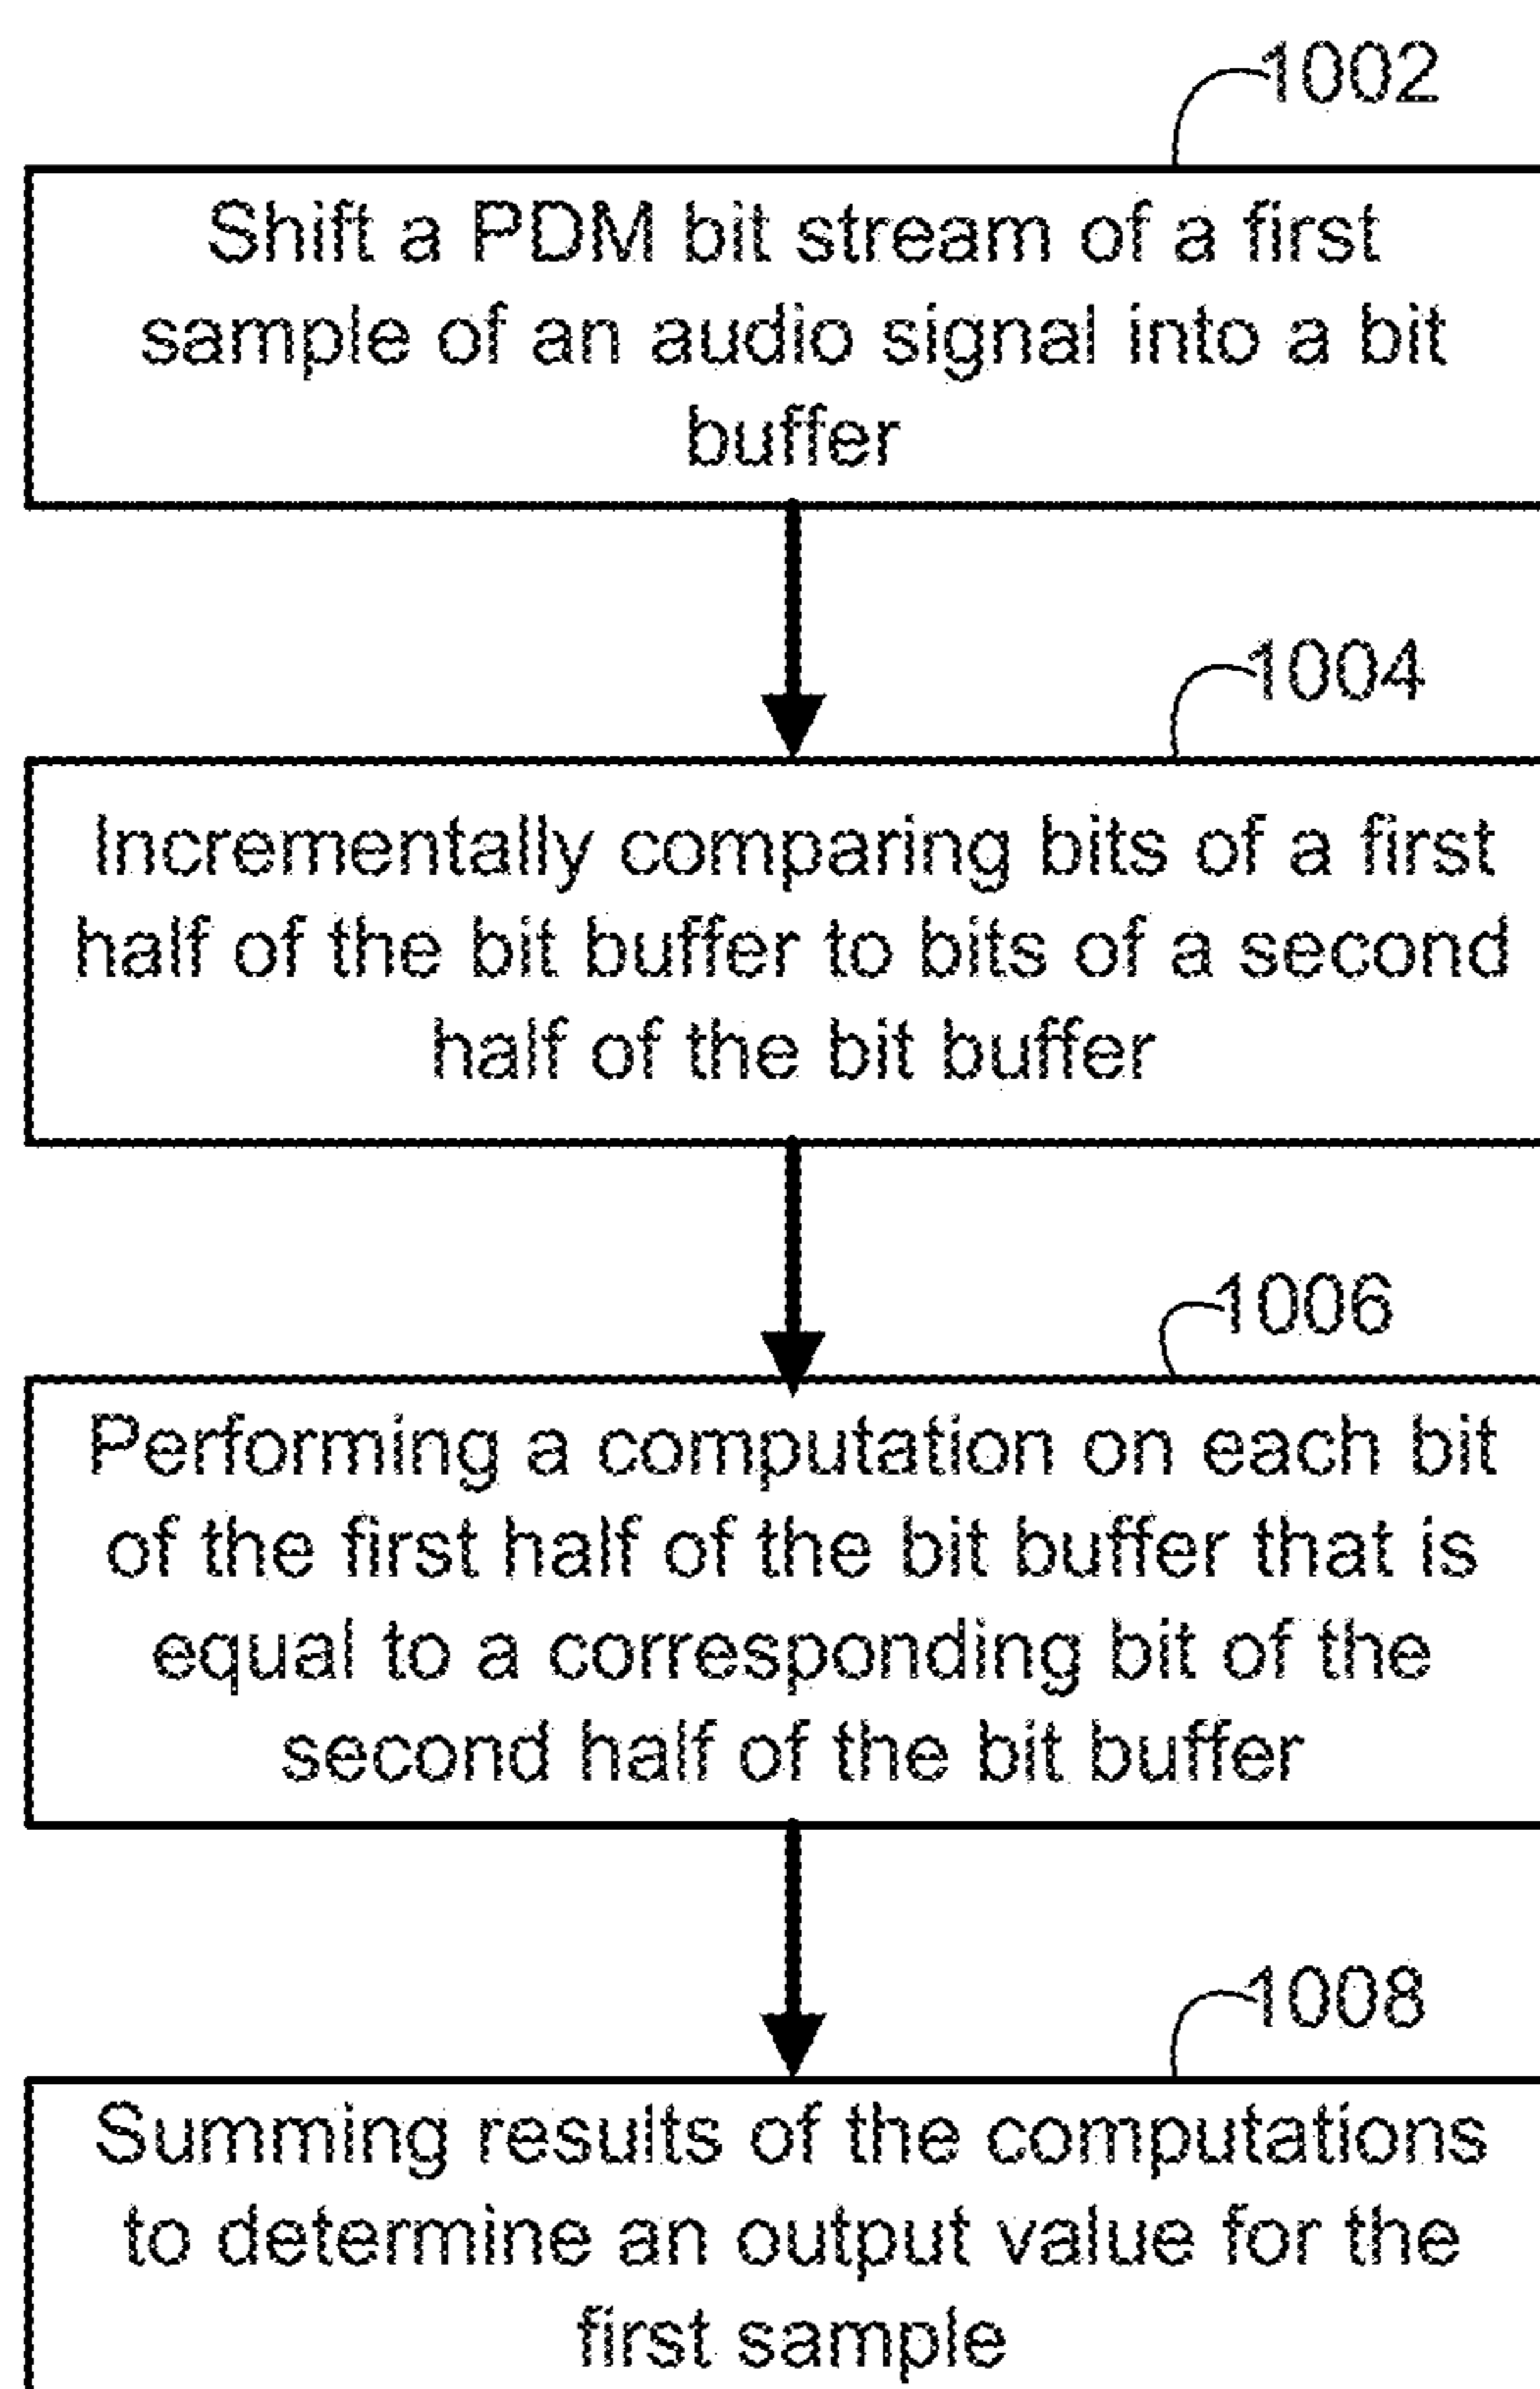 1002
Shift a PDM bit stream of a first
sample of an audio signal into a bit
buffer
1004
Incrementally comparing bits of a first
half of the bit buffer to bits of a second
half of the bit buffer
1006
Performing a computation on each bit
of the first half of the bit buffer that is
equal to a corresponding bit of the
second half of the bit buffer
1008
Summing results of the computations
to determine an output value for the
first sample